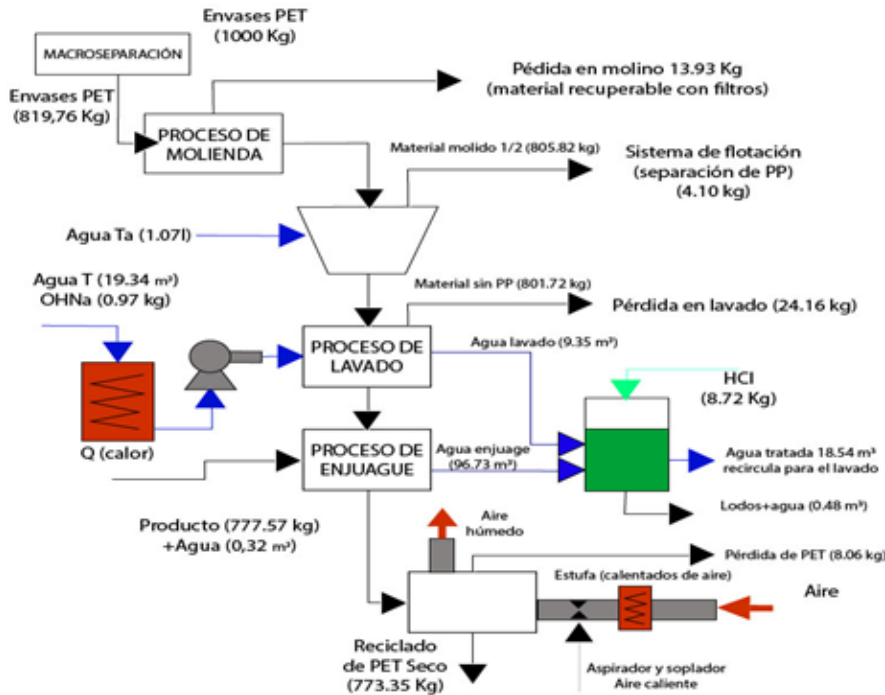 Envases PET
(1000 Kg)
MACROSEPARACIÓN
Envases PET
(819,76 Kg)
PROCESO DE
MOLIENDA
Pédida en molino 13.93 Kg
(material recuperable con filtros)
Material molido 1/2 (805.82 kg)
Sistema de flotación
(separación de PP)
(4.10 kg)
Agua Ta (1.07l)
Agua T (19.34 m³)
OHNa (0.97 kg)
Material sin PP (801.72 kg)
Pérdida en lavado (24.16 kg)
PROCESO DE
LAVADO
Agua lavado (9.35 m³)
HCI
(8.72 Kg)
Q (calor)
PROCESO DE
ENJUAGUE
Agua enjuage
(96.73 m³)
Agua tratada 18.54 m³
recircula para el lavado
Lodos+agua (0.48 m³)
Producto (777.57 kg)
+Agua (0,32 m²)
Aire
húmedo
Pérdida de PET (8.06 kg)
Estufa (calentados de aire)
Aire
Reciclado
de PET Seco
(773.35 Kg)
Aspirador y soplador
Aire caliente